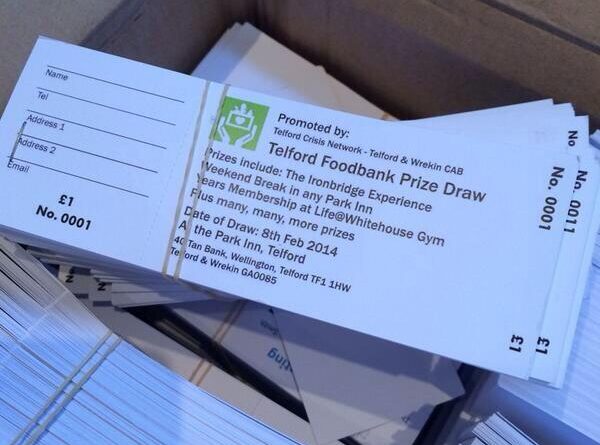 Name
Tel
Address 1
Address 2
Email
£1
No. 0001
Promoted by:
Telford Crisis Network - Telford & Wrekin CAB
Telford Foodbank Prize Draw
Prizes include: The Ironbridge Experience
Weekend Break in any Park Inn
Years Membership at Life@Whitehouse Gym
Plus many, many, more prizes
Date of Draw: 8th Feb 2014
At the Park Inn, Telford
40 Tan Bank, Wellington, Telford TF1 1HW
Telford & Wrekin GA0085
No. 0001
£1
No. 0011
£1
No